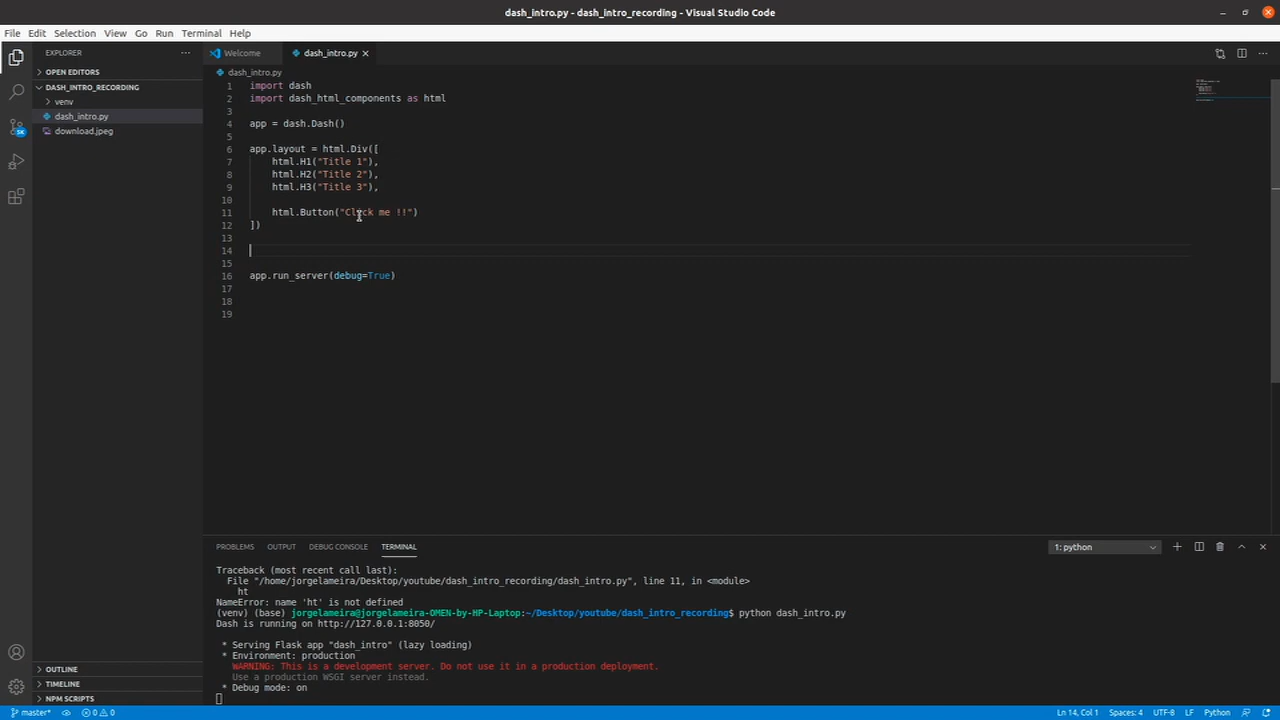 dash_intro.py - dash_intro_recording - Visual Studio Code
File Edit Selection View Go Run Terminal Help
EXPLORER
OPEN EDITORS
DASH_INTRO_RECORDING
venv
dash_intro.py
download.jpeg
OUTLINE
TIMELINE
NPM SCRIPTS
Welcome dash_intro.py
dash_intro.py
1 import dash
2 import dash_html_components as html
3
4 app = dash.Dash()
5
6 app.layout = html.Div([
7 html.H1("Title 1"),
8 html.H2("Title 2"),
9 html.H3("Title 3"),
10
11 html.Button("Click me !!")
12 ])
13
14
15
16 app.run_server(debug=True)
17
18
19
PROBLEMS OUTPUT DEBUG CONSOLE TERMINAL 1: python
Traceback (most recent call last):
File "/home/jorgelameira/Desktop/youtube/dash_intro_recording/dash_intro.py", line 11, in <module>
ht
NameError: name 'ht' is not defined
(venv) (base) jorgelameira@jorgelameira-OMEN-by-HP-Laptop:~/Desktop/youtube/dash_intro_recording$ python dash_intro.py
Dash is running on http://127.0.0.1:8050/
* Serving Flask app "dash_intro" (lazy loading)
* Environment: production
WARNING: This is a development server. Do not use it in a production deployment.
Use a production WSGI server instead.
* Debug mode: on
master* 0 0 Ln 14, Col 1 Spaces: 4 UTF-8 LF Python